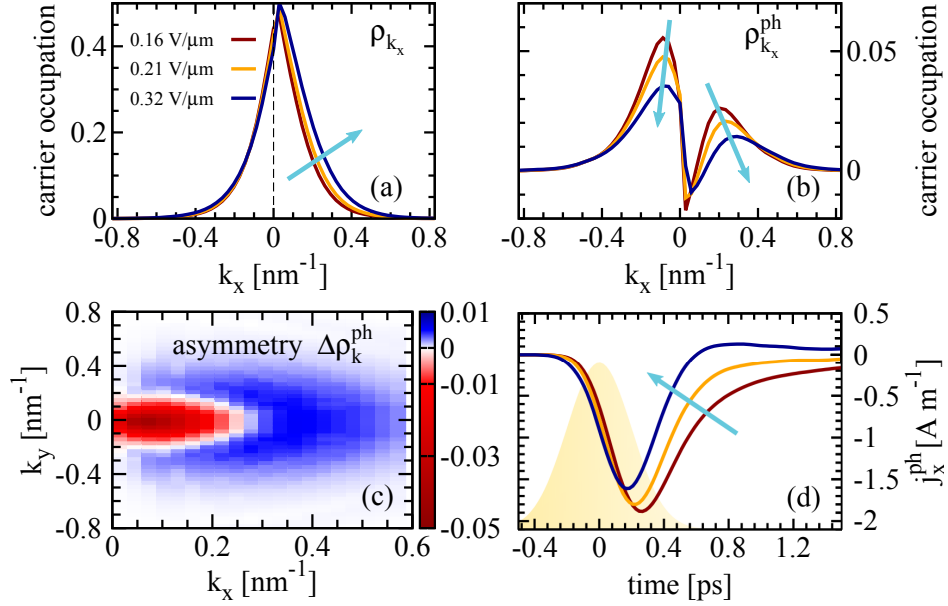 carrier occupation
0.4
0.2
0
0.16 V/μm
0.21 V/μm
0.32 V/μm
ρ_{k_x}
(a)
-0.8 -0.4 0 0.4 0.8
k_x [nm⁻¹]
ρ^{ph}_{k_x}
0.05
0
carrier occupation
(b)
-0.8 -0.4 0 0.4 0.8
k_x [nm⁻¹]
k_y [nm⁻¹]
0.8
0.4
0
-0.4
-0.8
asymmetry Δρ^{ph}_k
(c)
0.01
0
-0.01
-0.03
-0.05
0 0.2 0.4 0.6
k_x [nm⁻¹]
0.5
0
-0.5
-1
-1.5
-2
j^{ph}_x [A m⁻¹]
(d)
-0.4 0 0.4 0.8 1.2
time [ps]